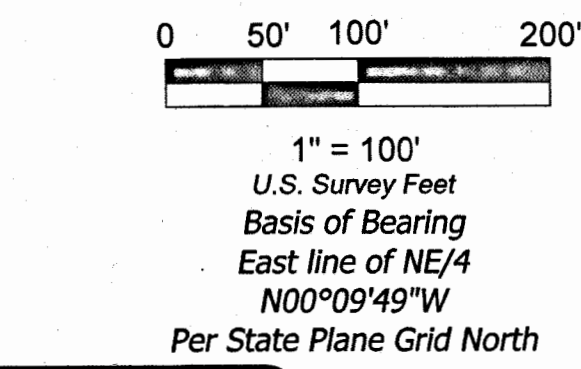 0 50' 100' 200'
1" = 100'
U.S. Survey Feet
Basis of Bearing
East line of NE/4
N00°09'49"W
Per State Plane Grid North